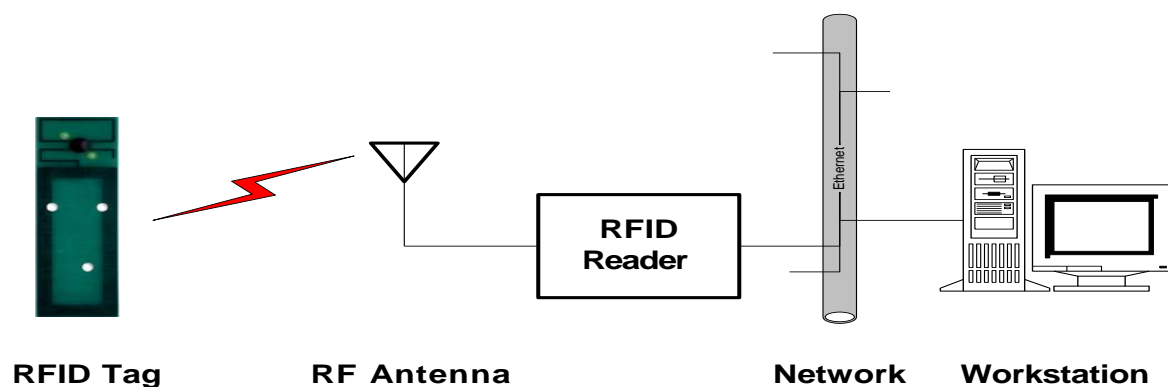 Ethernet
RFID
Reader
RFID Tag
RF Antenna
Network
Workstation